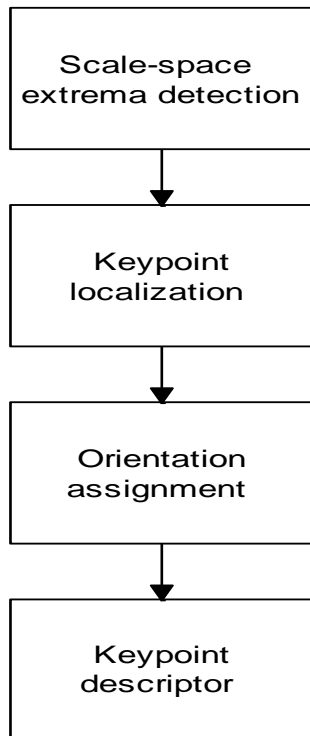 Scale-space
extrema detection
Keypoint
localization
Orientation
assignment
Keypoint
descriptor